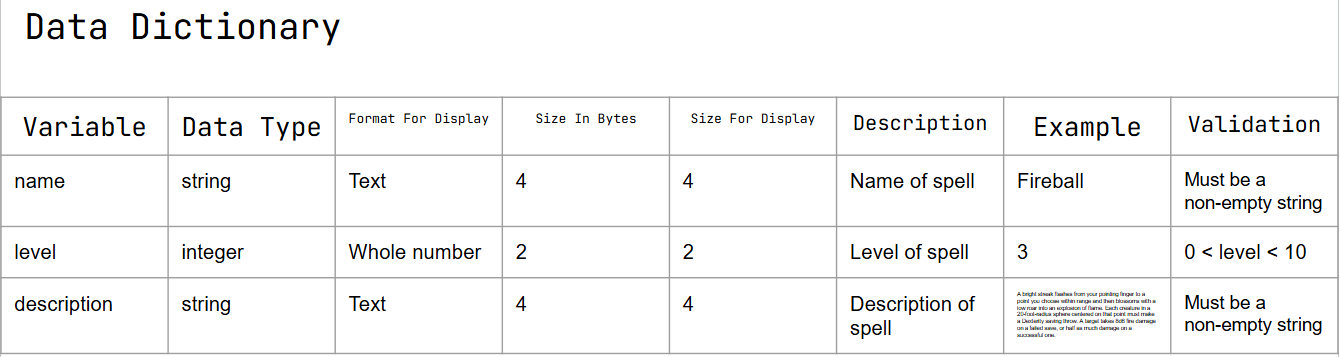 Data Dictionary
Variable Data Type Format For Display Size In Bytes Size For Display Description Example Validation
name string Text 4 4 Name of spell Fireball Must be a
non-empty string
level integer Whole number 2 2 Level of spell 3 0 < level < 10
description string Text 4 4 Description of
spell
A bright streak flashes from your pointing finger to a
point you choose within range and then blossoms with a
low roar into an explosion of flame. Each creature in a
20-foot-radius sphere centered on that point must make
a Dexterity saving throw. A target takes 8d6 fire damage
on a failed save, or half as much damage on a
successful one.
Must be a
non-empty string